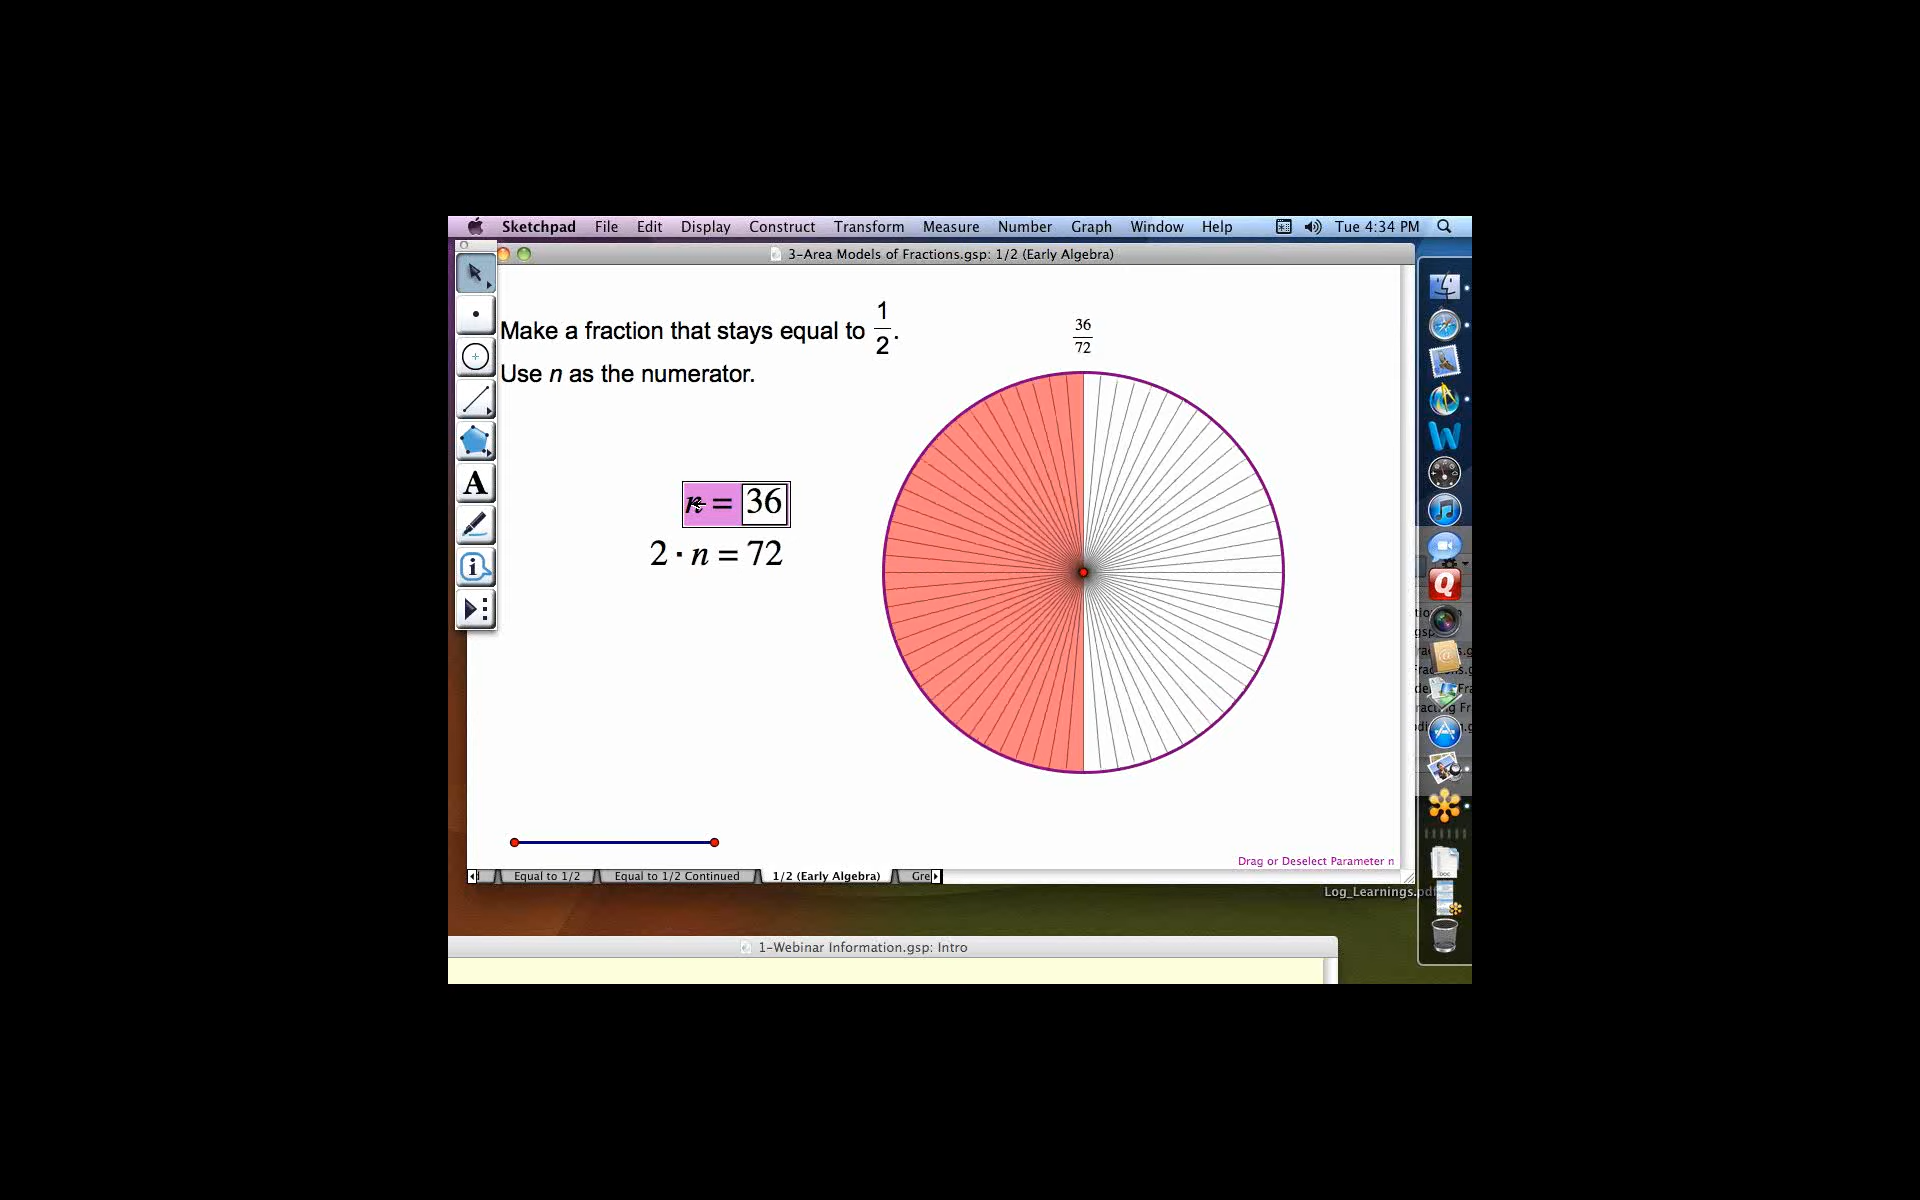 Sketchpad File Edit Display Construct Transform Measure Number Graph Window Help Tue 4:34 PM
3-Area Models of Fractions.gsp: 1/2 (Early Algebra)
Make a fraction that stays equal to 1/2.
Use n as the numerator.
36
72
n = 36
2 · n = 72
A
Drag or Deselect Parameter n
Equal to 1/2 Equal to 1/2 Continued 1/2 (Early Algebra) Gre
Log_Learnings.pdf
1-Webinar Information.gsp: Intro